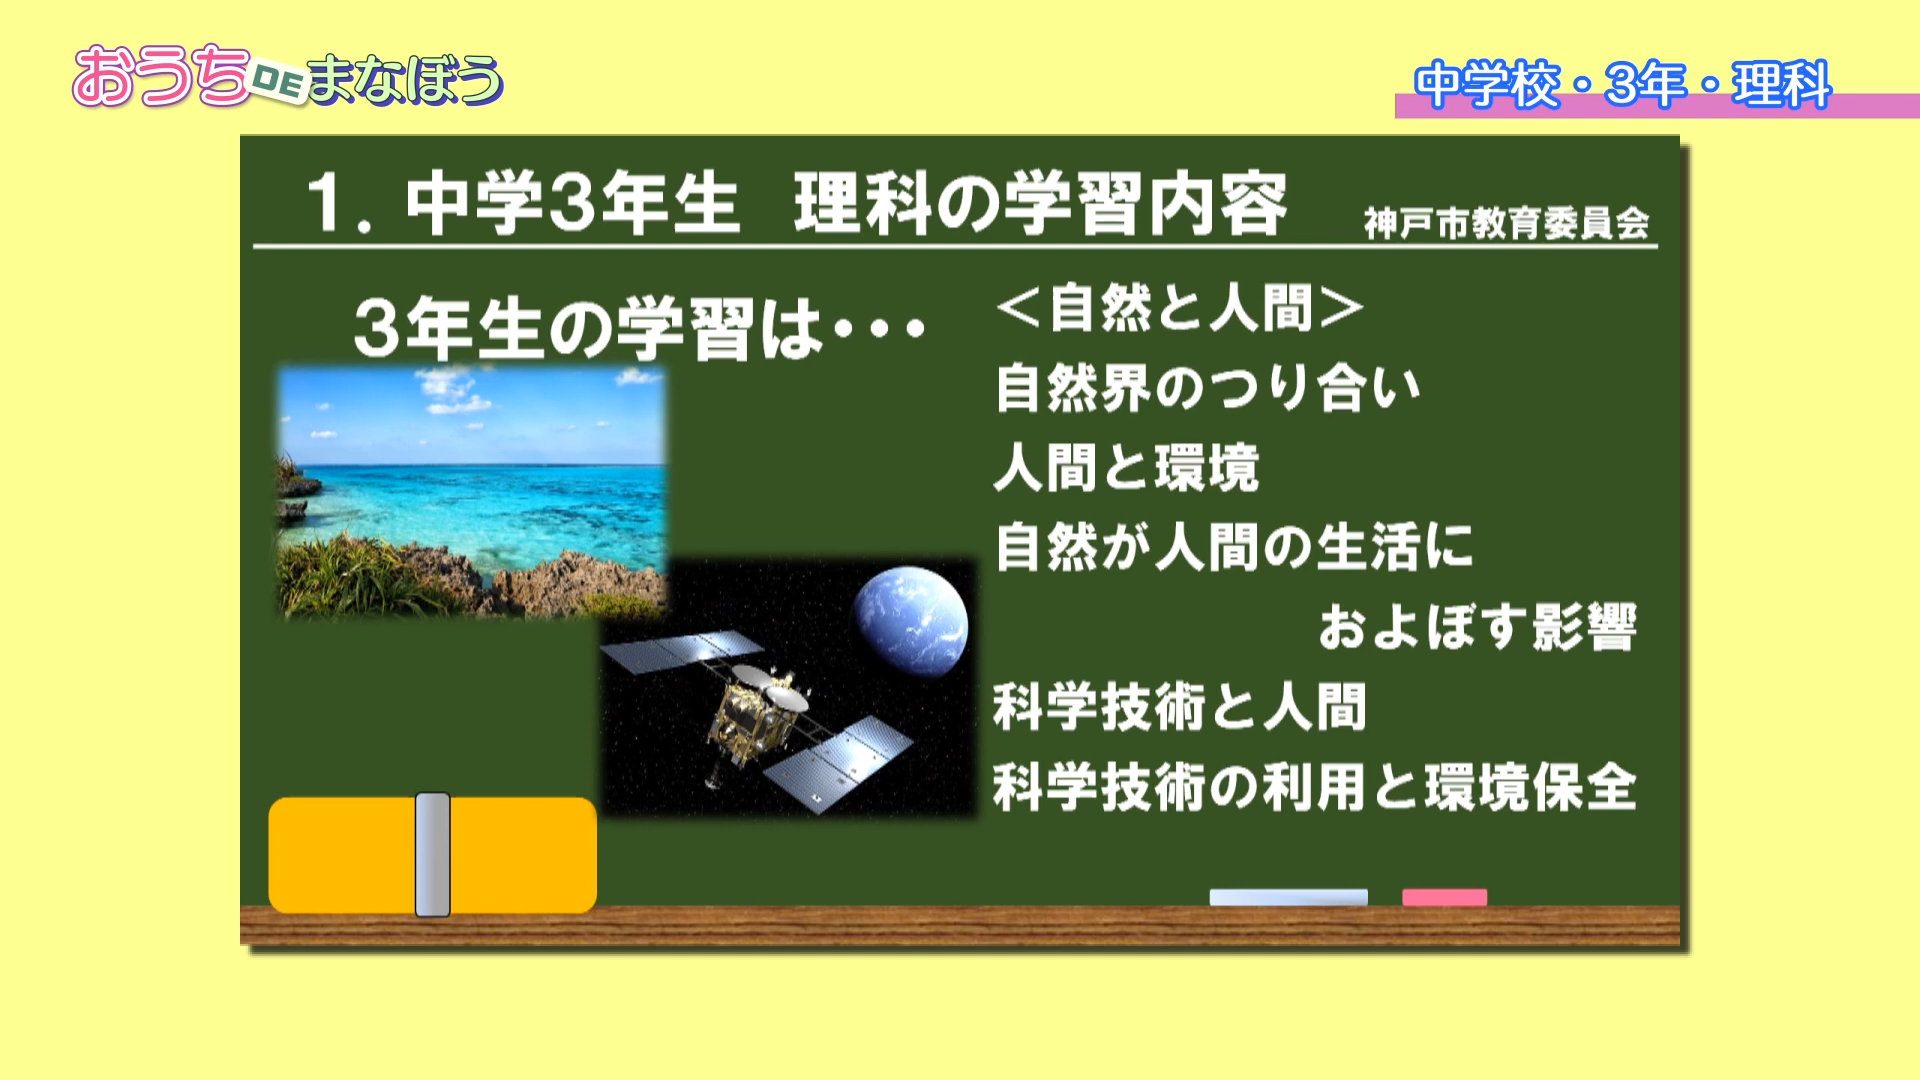 おうちDEまなぼう
中学校・3年・理科
1. 中学3年生 理科の学習内容
神戸市教育委員会
3年生の学習は・・・
＜自然と人間＞
自然界のつり合い
人間と環境
自然が人間の生活に
およぼす影響
科学技術と人間
科学技術の利用と環境保全